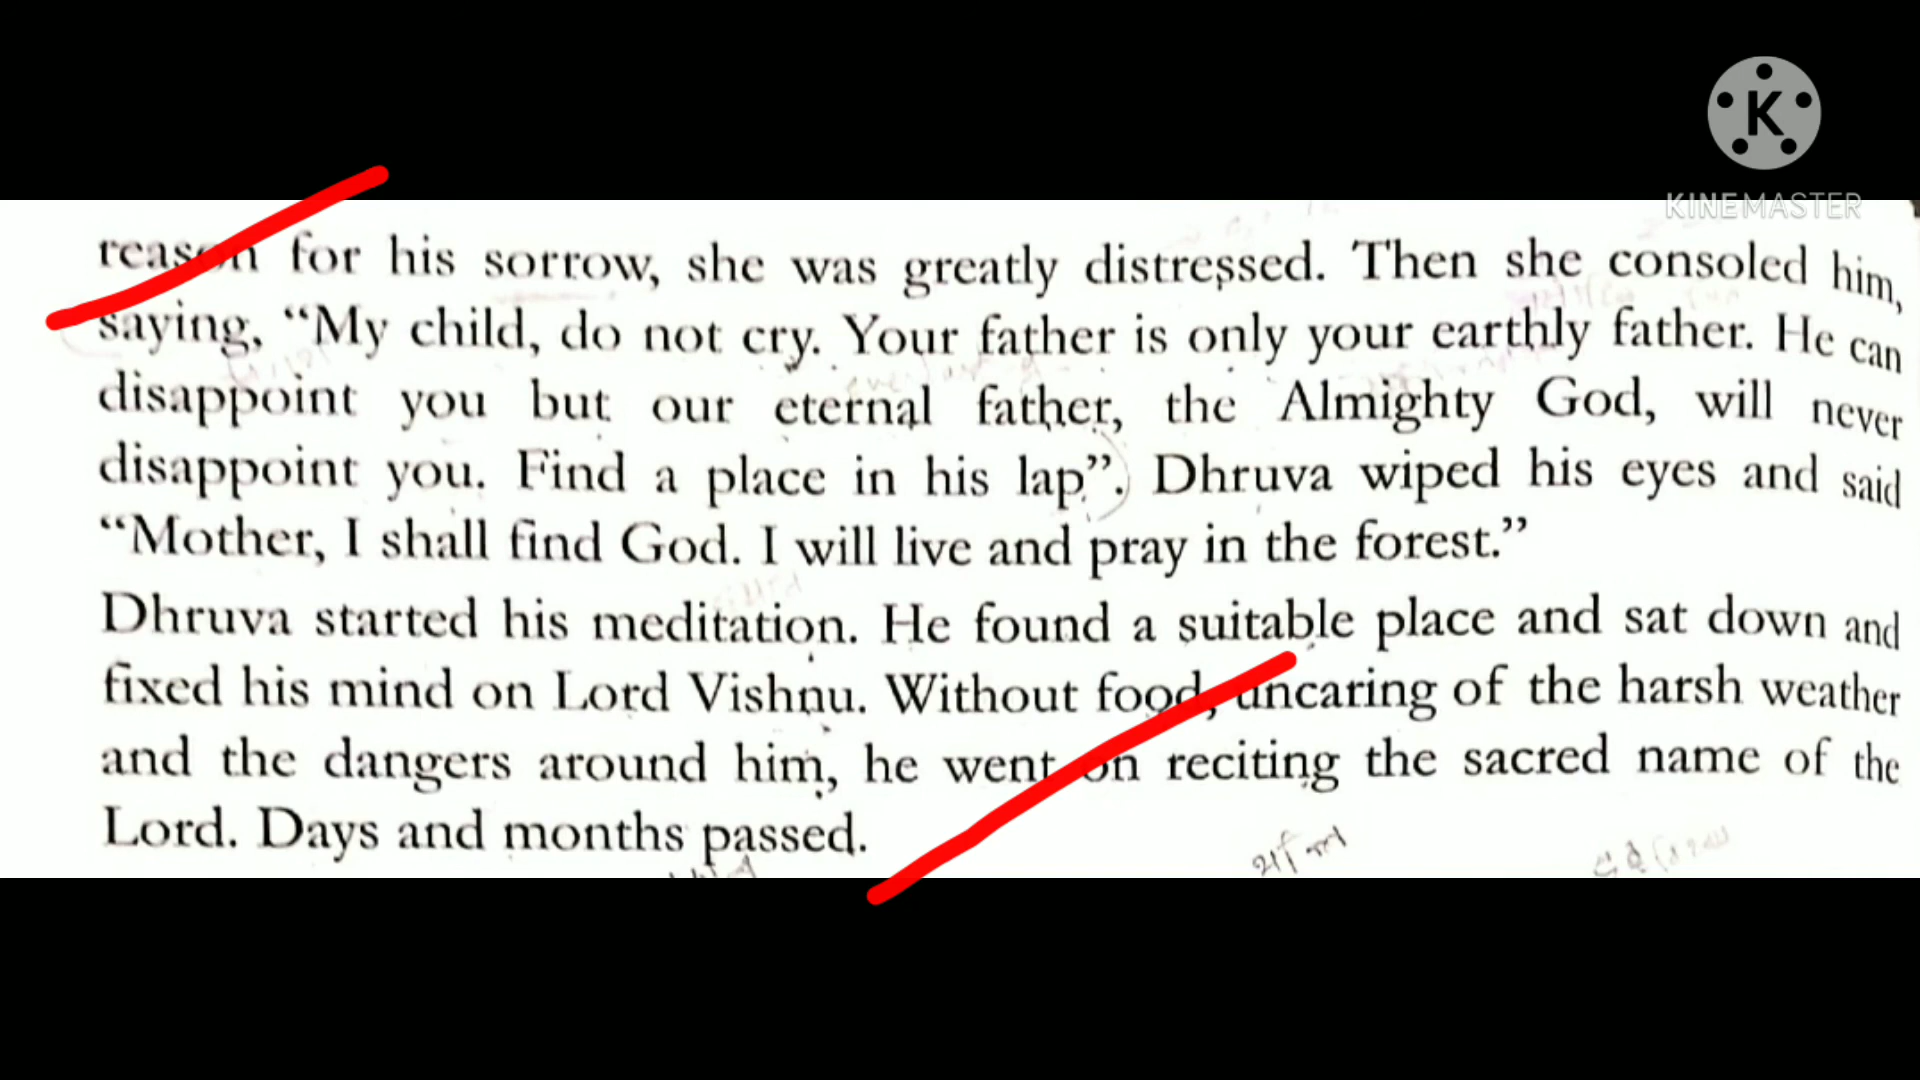 K
KINEMASTER
reason for his sorrow, she was greatly distressed. Then she consoled him,
saying, “My child, do not cry. Your father is only your earthly father. He can
disappoint you but our eternal father, the Almighty God, will never
disappoint you. Find a place in his lap”. Dhruva wiped his eyes and said
“Mother, I shall find God. I will live and pray in the forest.”
Dhruva started his meditation. He found a suitable place and sat down and
fixed his mind on Lord Vishnu. Without food, uncaring of the harsh weather
and the dangers around him, he went on reciting the sacred name of the
Lord. Days and months passed.